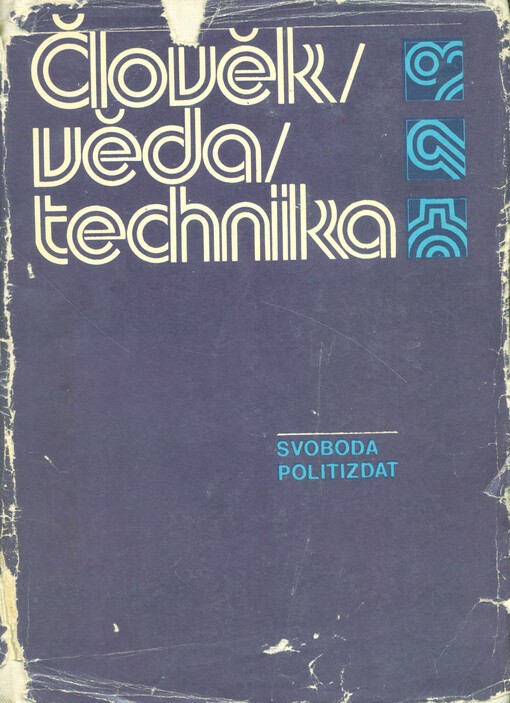 Člověk/
věda/
technika
SVOBODA
POLITIZDAT